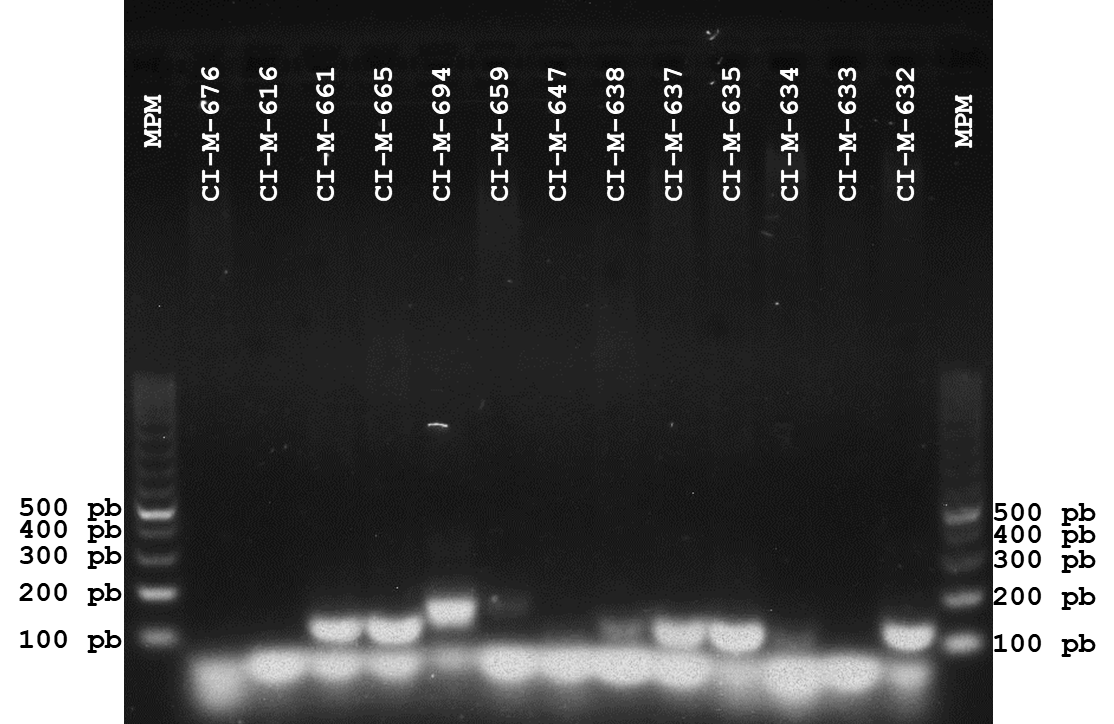 MPM
CI-M-676
CI-M-616
CI-M-661
CI-M-665
CI-M-694
CI-M-659
CI-M-647
CI-M-638
CI-M-637
CI-M-635
CI-M-634
CI-M-633
CI-M-632
MPM
500 pb
400 pb
300 pb
200 pb
100 pb
500 pb
400 pb
300 pb
200 pb
100 pb